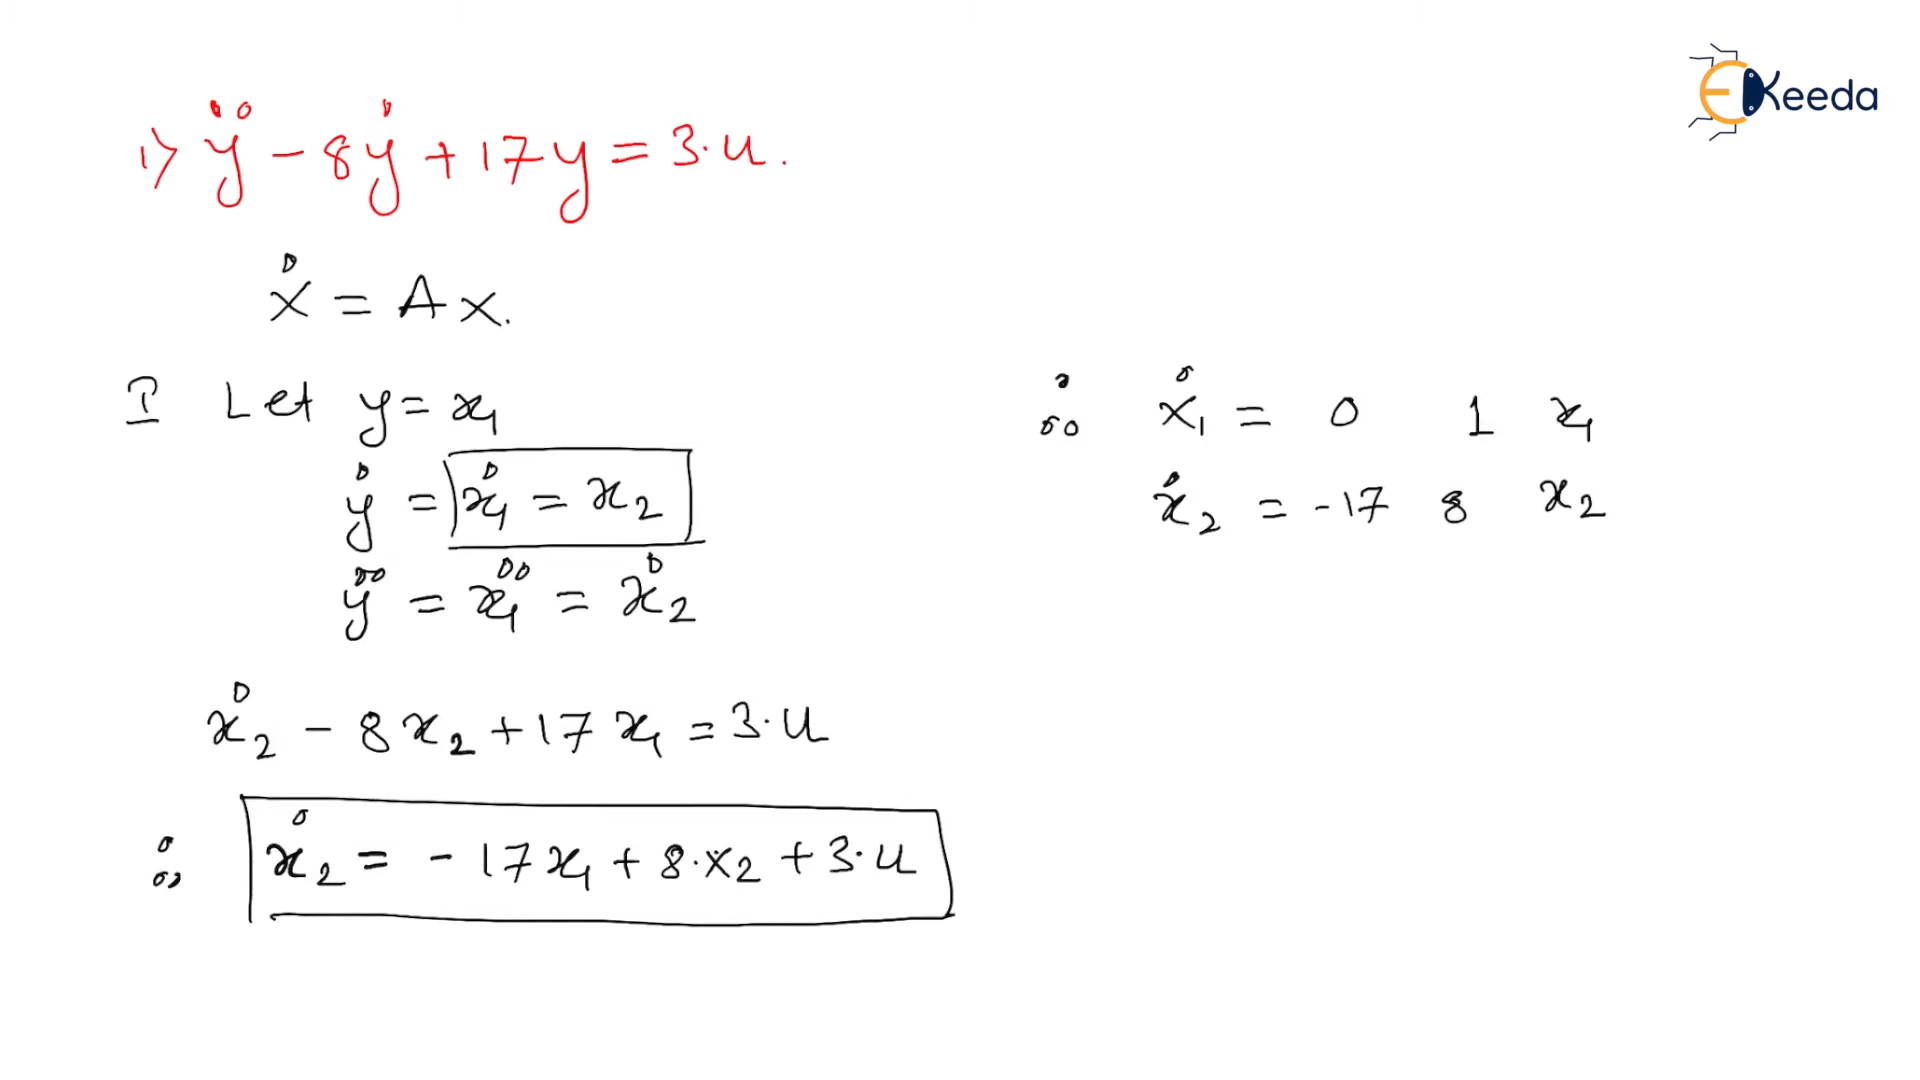 EKeeda
1) ÿ - 8ẏ + 17y = 3·u.
Ẋ = AX.
I Let y = x₁
ẏ = ẋ₁ = x₂
ÿ = ẍ₁ = ẋ₂
ẋ₂ - 8x₂ + 17x₁ = 3·u
∴ ẋ₂ = -17x₁ + 8·x₂ + 3·u
∴ ẋ₁ = 0 1 x₁
ẋ₂ = -17 8 x₂